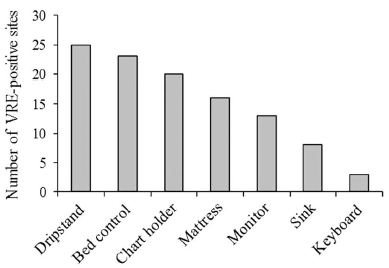 Number of VRE-positive sites
30
25
20
15
10
5
0
Dripstand
Bed control
Chart holder
Mattress
Monitor
Sink
Keyboard